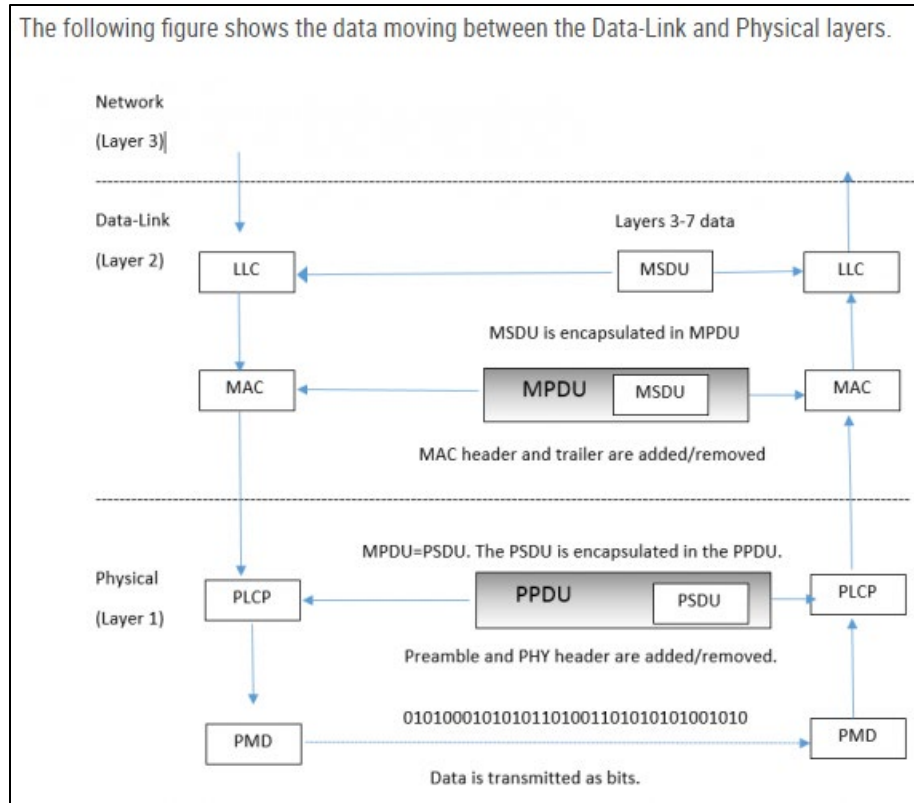 The following figure shows the data moving between the Data-Link and Physical layers.
Network
(Layer 3)
Data-Link
(Layer 2)
Layers 3-7 data
LLC
MSDU
LLC
MSDU is encapsulated in MPDU
MAC
MPDU
MSDU
MAC
MAC header and trailer are added/removed
MPDU=PSDU. The PSDU is encapsulated in the PPDU.
Physical
(Layer 1)
PLCP
PPDU
PSDU
PLCP
Preamble and PHY header are added/removed.
01010001010101101001101010101001010
PMD
PMD
Data is transmitted as bits.